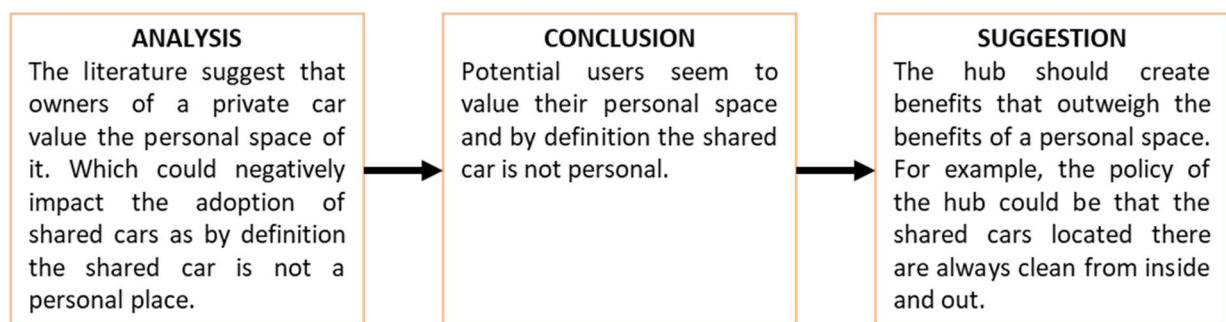 ANALYSIS
The literature suggest that
owners of a private car
value the personal space of
it. Which could negatively
impact the adoption of
shared cars as by definition
the shared car is not a
personal place.
CONCLUSION
Potential users seem to
value their personal space
and by definition the shared
car is not personal.
SUGGESTION
The hub should create
benefits that outweigh the
benefits of a personal space.
For example, the policy of
the hub could be that the
shared cars located there
are always clean from inside
and out.